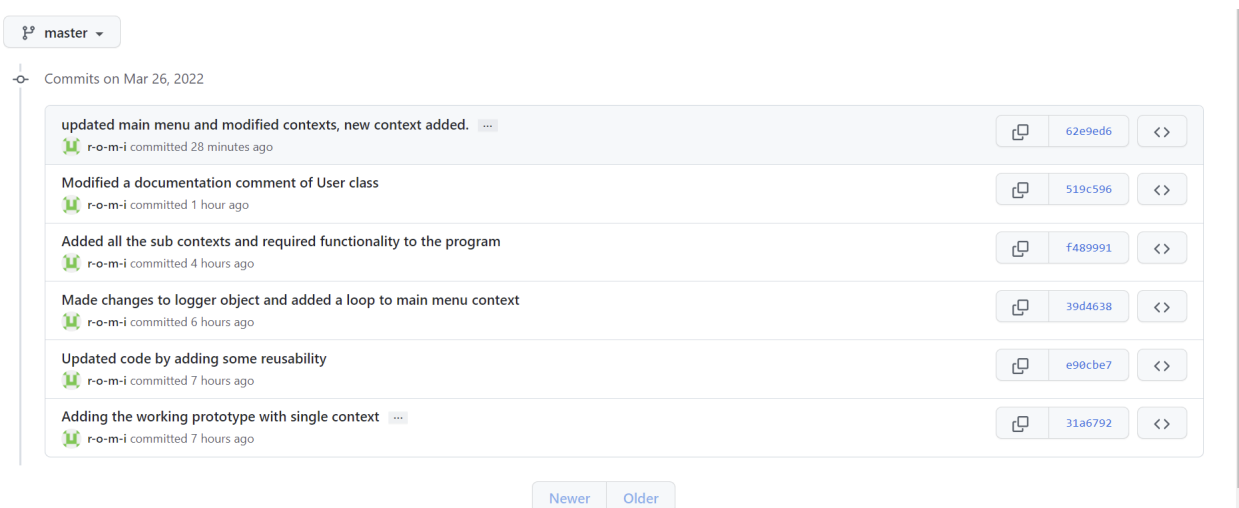 master
Commits on Mar 26, 2022
updated main menu and modified contexts, new context added. ...
r-o-m-i committed 28 minutes ago
62e9ed6
Modified a documentation comment of User class
r-o-m-i committed 1 hour ago
519c596
Added all the sub contexts and required functionality to the program
r-o-m-i committed 4 hours ago
f489991
Made changes to logger object and added a loop to main menu context
r-o-m-i committed 6 hours ago
39d4638
Updated code by adding some reusability
r-o-m-i committed 7 hours ago
e90cbe7
Adding the working prototype with single context ...
r-o-m-i committed 7 hours ago
31a6792
Newer Older